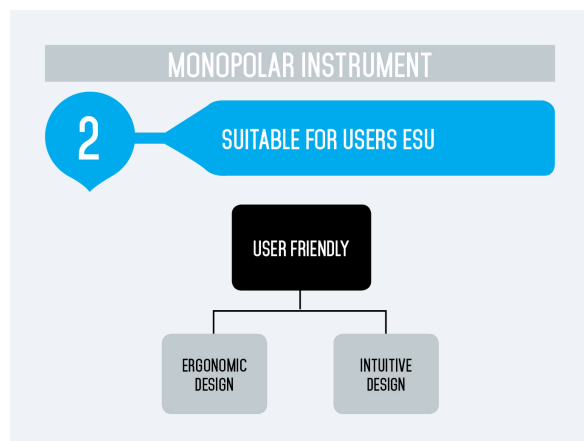 MONOPOLAR INSTRUMENT
2
SUITABLE FOR USERS ESU
USER FRIENDLY
ERGONOMIC
DESIGN
INTUITIVE
DESIGN